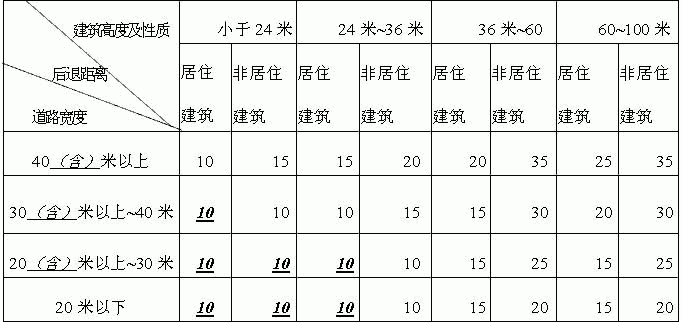 建筑高度及性质 小于 24 米 24 米~36 米 36 米~60 60~100 米
后退距离 居住 非居住 居住 非居住 居住 非居住 居住 非居住
道路宽度 建筑 建筑 建筑 建筑 建筑 建筑 建筑 建筑
40（含）米以上 10 15 15 20 20 35 25 35
30（含）米以上~40 米 10 10 10 15 15 30 20 30
20（含）米以上~30 米 10 10 10 10 15 25 15 25
20 米以下 10 10 10 10 15 20 15 20